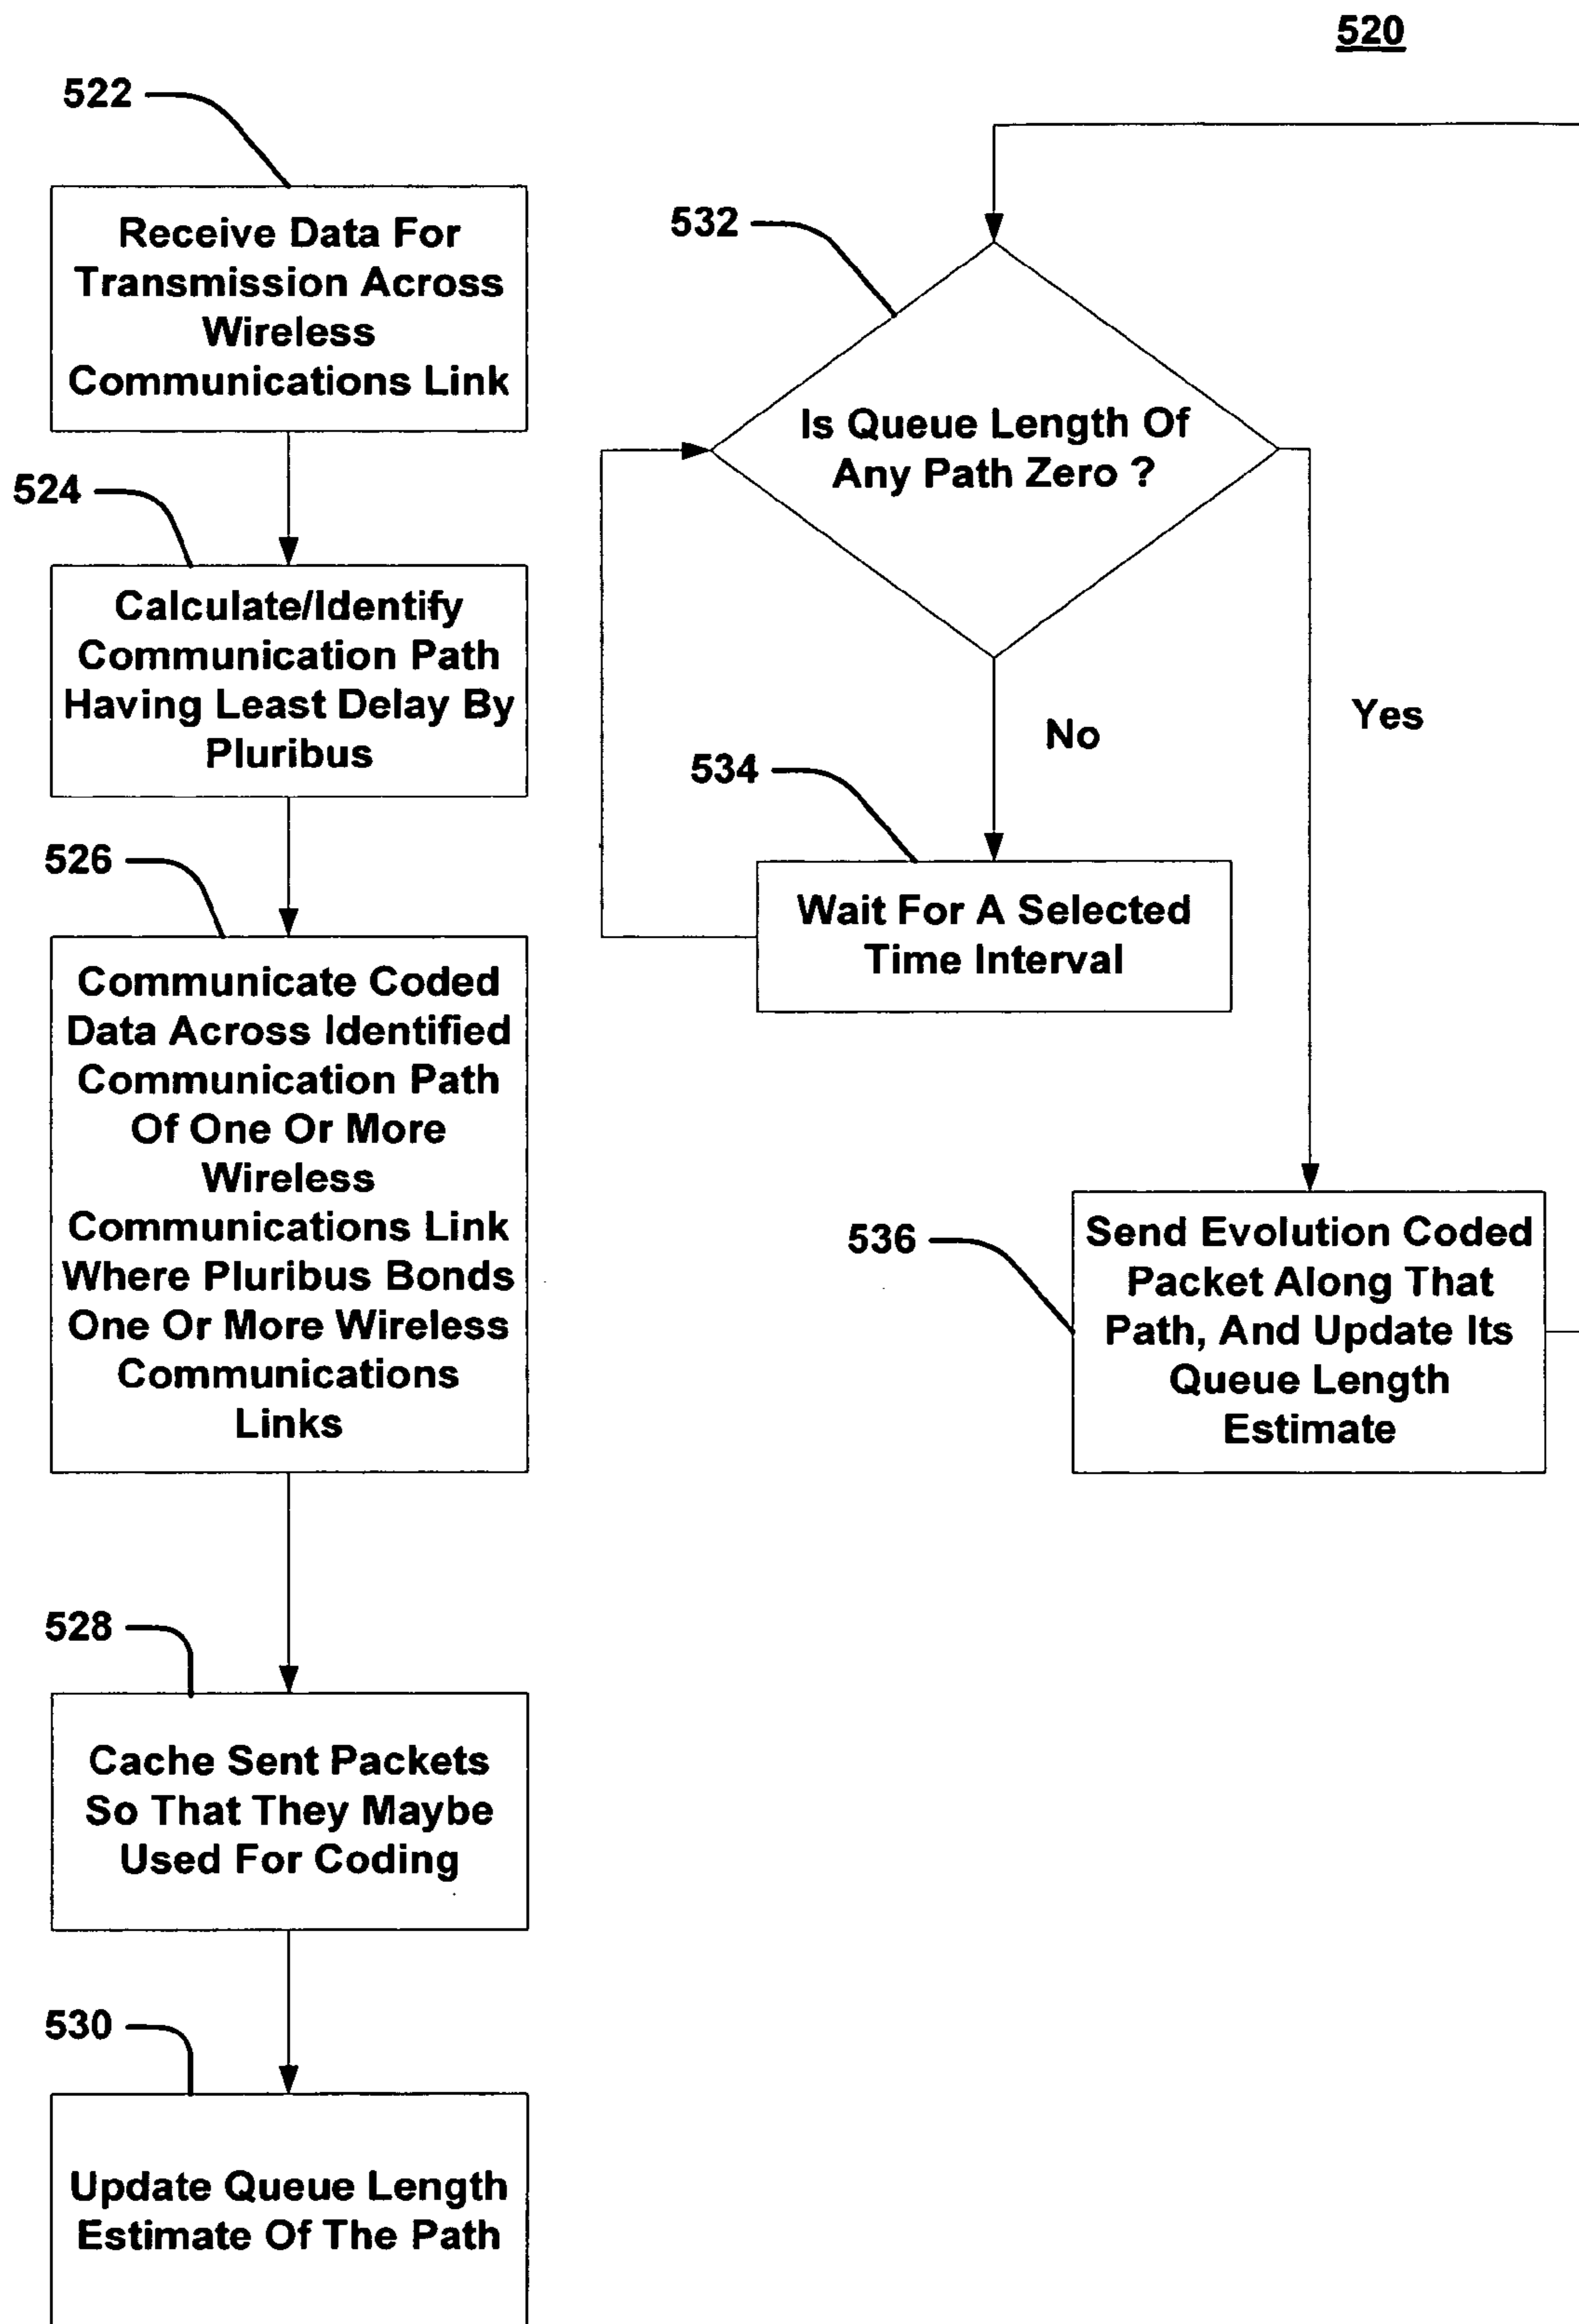 520
522
Receive Data For
Transmission Across
Wireless
Communications Link
524
Calculate/Identify
Communication Path
Having Least Delay By
Pluribus
526
Communicate Coded
Data Across Identified
Communication Path
Of One Or More
Wireless
Communications Link
Where Pluribus Bonds
One Or More Wireless
Communications
Links
528
Cache Sent Packets
So That They Maybe
Used For Coding
530
Update Queue Length
Estimate Of The Path
532
Is Queue Length Of
Any Path Zero ?
No
Yes
534
Wait For A Selected
Time Interval
536
Send Evolution Coded
Packet Along That
Path, And Update Its
Queue Length
Estimate